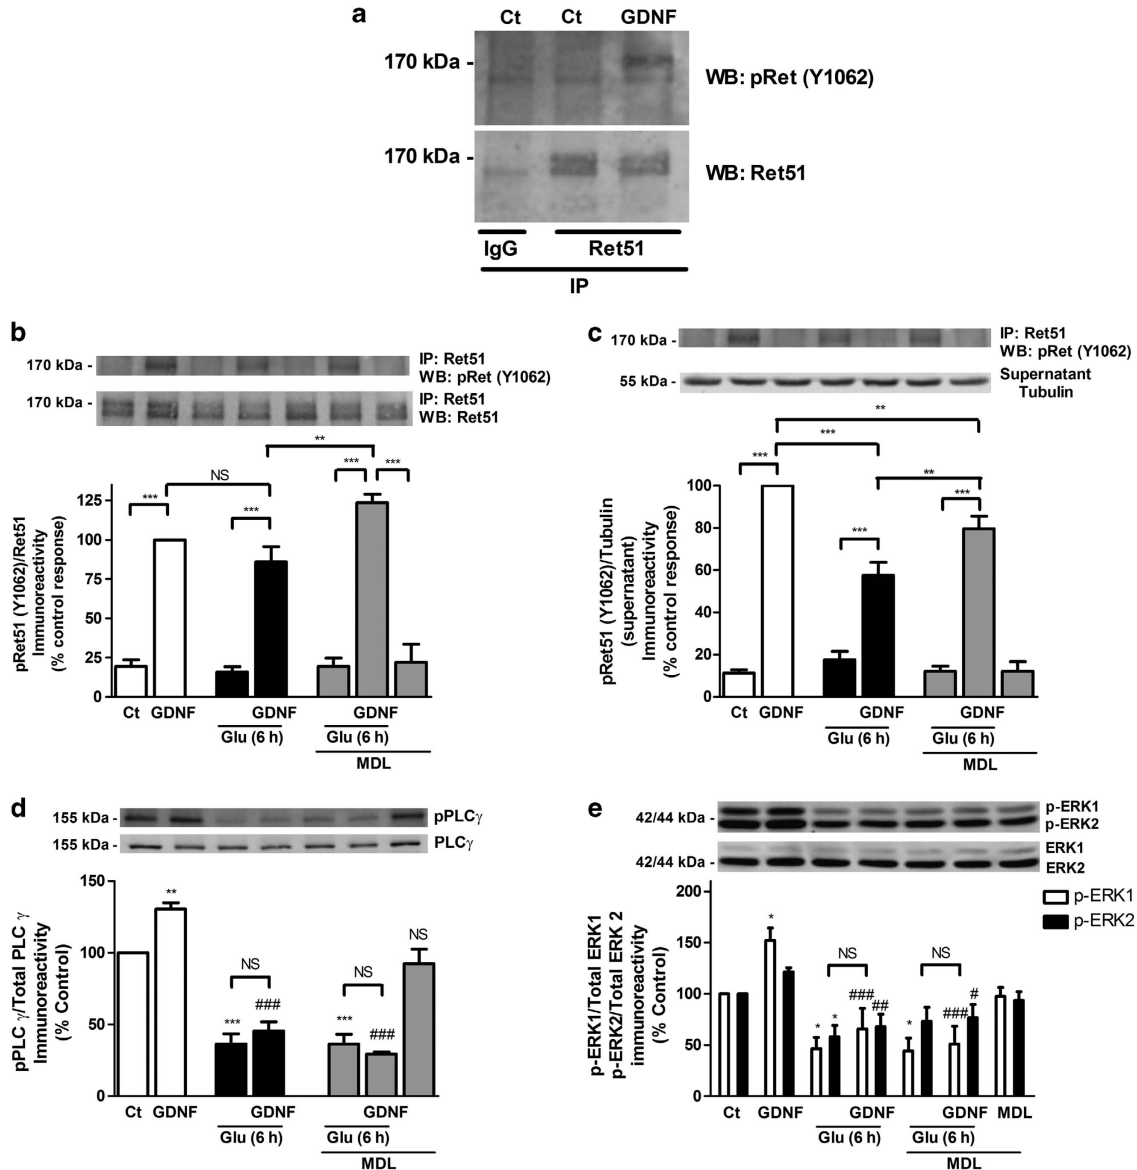 a
Ct Ct GDNF
170 kDa -
WB: pRet (Y1062)
170 kDa -
WB: Ret51
IgG Ret51
IP
b
170 kDa -
IP: Ret51
WB: pRet (Y1062)
170 kDa -
IP: Ret51
WB: Ret51
pRet51 (Y1062)/Ret51
Immunoreactivity
(% control response)
125
100
75
50
25
0
*** NS *** ** *** ***
Ct GDNF GDNF GDNF
Glu (6 h) Glu (6 h)
MDL
c
170 kDa -
IP: Ret51
WB: pRet (Y1062)
55 kDa -
Supernatant
Tubulin
pRet51 (Y1062)/Tubulin
(supernatant)
Immunoreactivity
(% control response)
100
80
60
40
20
0
**
***
*** **
*** ***
Ct GDNF GDNF GDNF
Glu (6 h) Glu (6 h)
MDL
d
155 kDa - pPLCγ
155 kDa - PLCγ
pPLC γ/Total PLC γ
Immunoreactivity
(% Control)
150
100
50
0
** NS
NS NS
*** ### *** ###
Ct GDNF GDNF GDNF
Glu (6 h) Glu (6 h)
MDL
e
42/44 kDa -
p-ERK1
p-ERK2
42/44 kDa -
ERK1
ERK2
p-ERK1/Total ERK1
p-ERK2/Total ERK 2
immunoreactivity
(% Control)
200
150
100
50
0
p-ERK1
p-ERK2
*
NS NS
* * ### ## * ### #
Ct GDNF GDNF GDNF MDL
Glu (6 h) Glu (6 h)
MDL